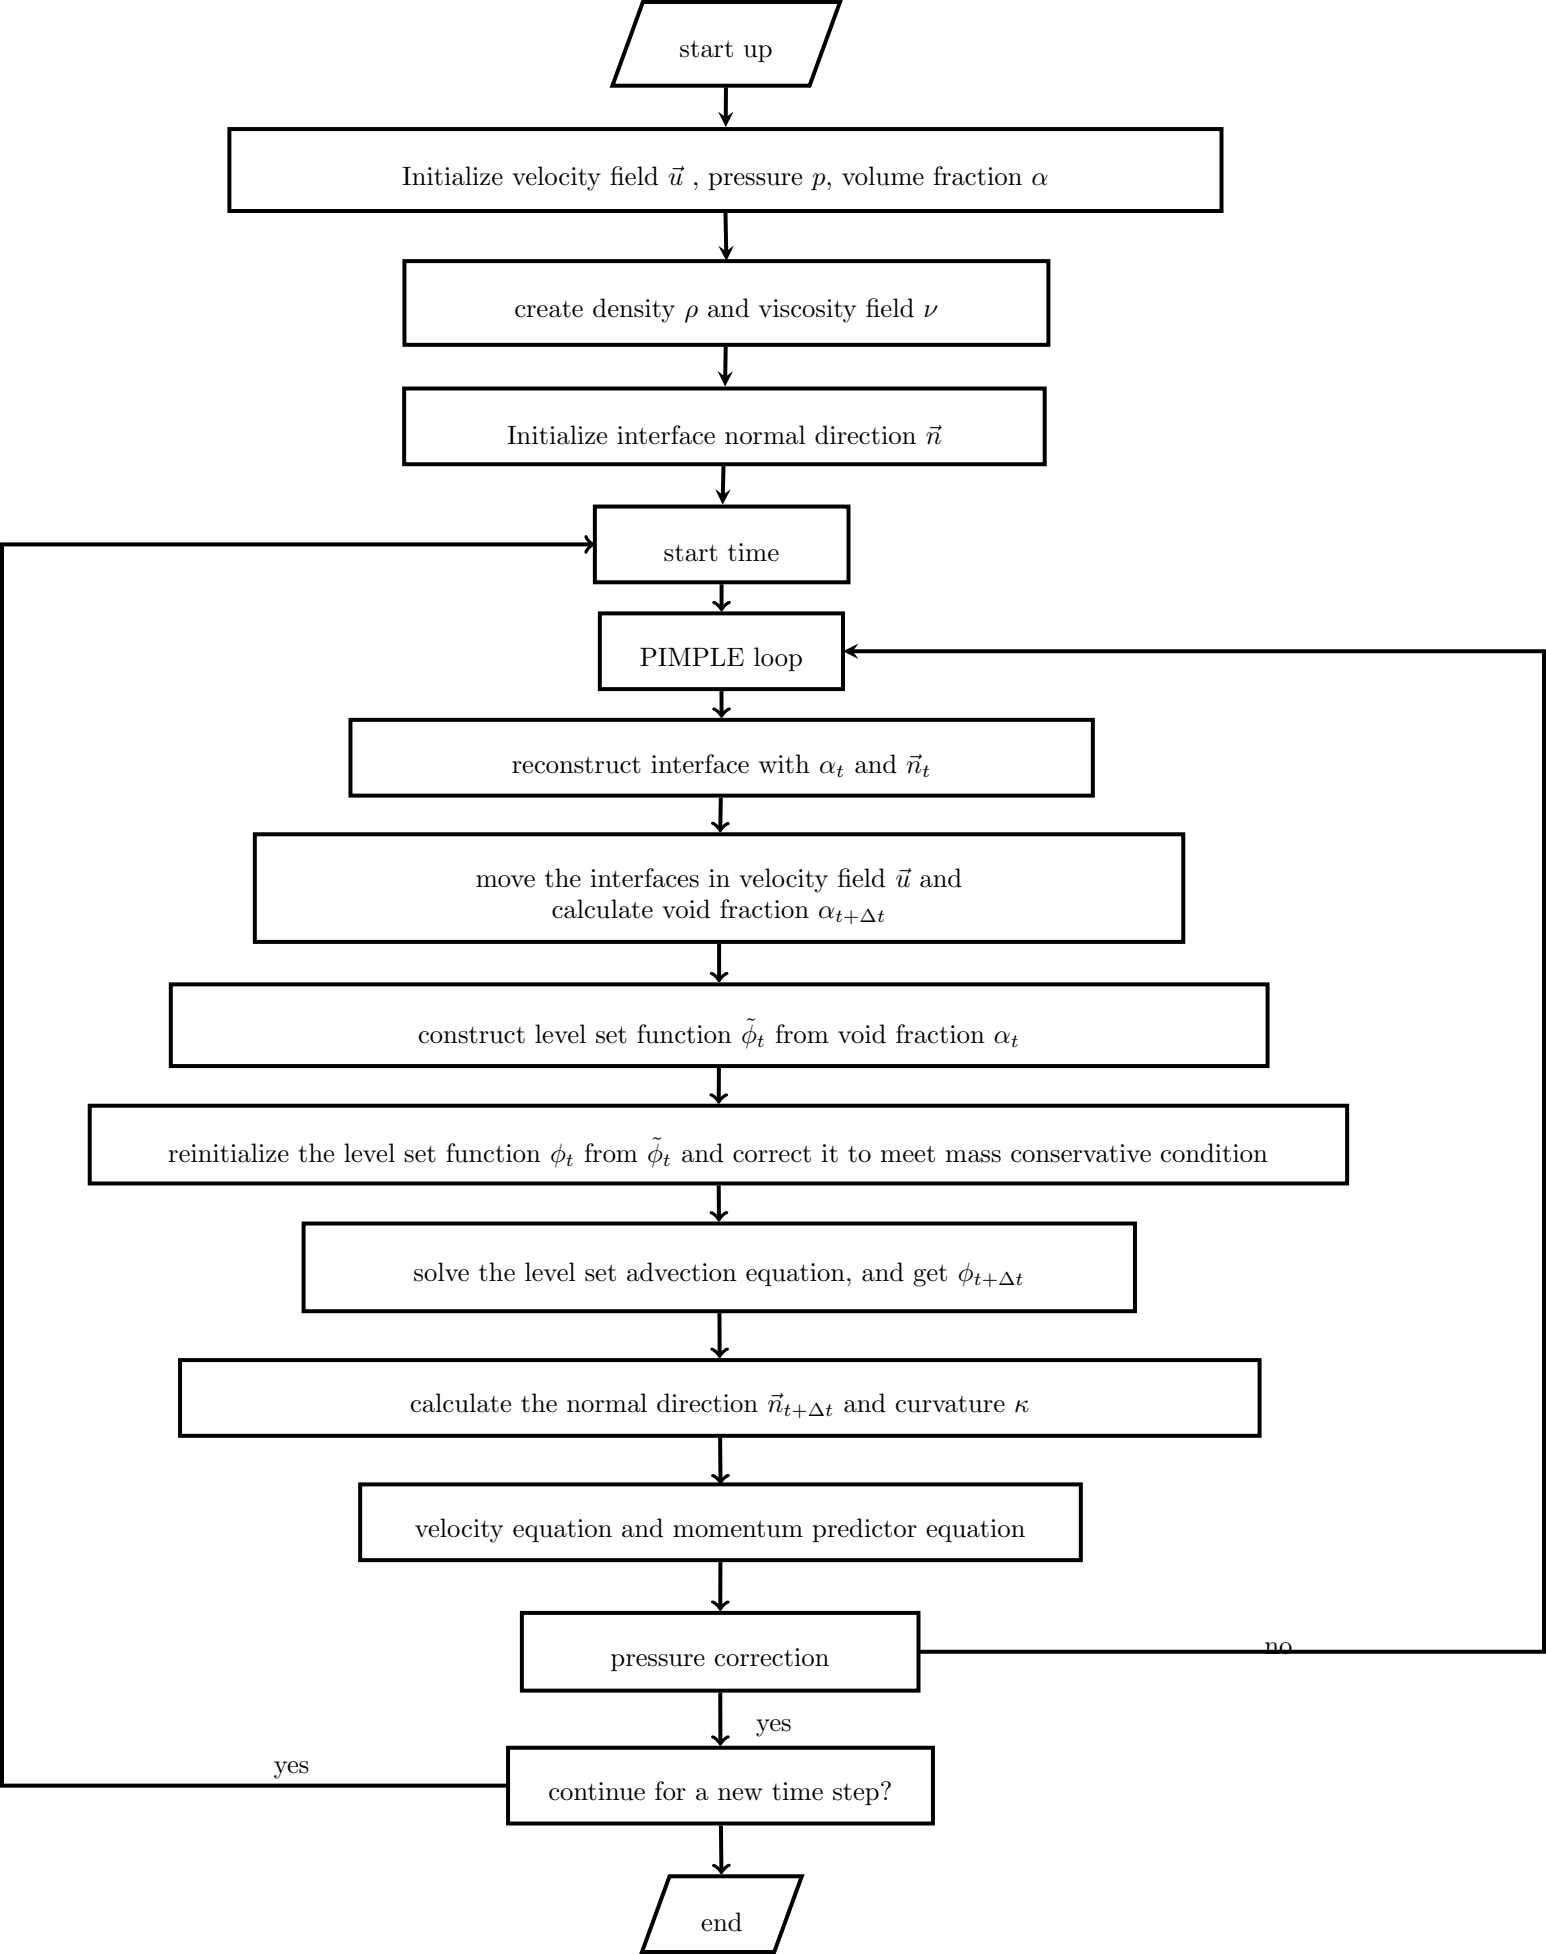 start up
Initialize velocity field $\vec{u}$ , pressure $p$, volume fraction $\alpha$
create density $\rho$ and viscosity field $\nu$
Initialize interface normal direction $\vec{n}$
start time
PIMPLE loop
reconstruct interface with $\alpha_t$ and $\vec{n}_t$
move the interfaces in velocity field $\vec{u}$ and
calculate void fraction $\alpha_{t+\Delta t}$
construct level set function $\tilde{\phi}_t$ from void fraction $\alpha_t$
reinitialize the level set function $\phi_t$ from $\tilde{\phi}_t$ and correct it to meet mass conservative condition
solve the level set advection equation, and get $\phi_{t+\Delta t}$
calculate the normal direction $\vec{n}_{t+\Delta t}$ and curvature $\kappa$
velocity equation and momentum predictor equation
pressure correction
no
yes
yes
continue for a new time step?
end